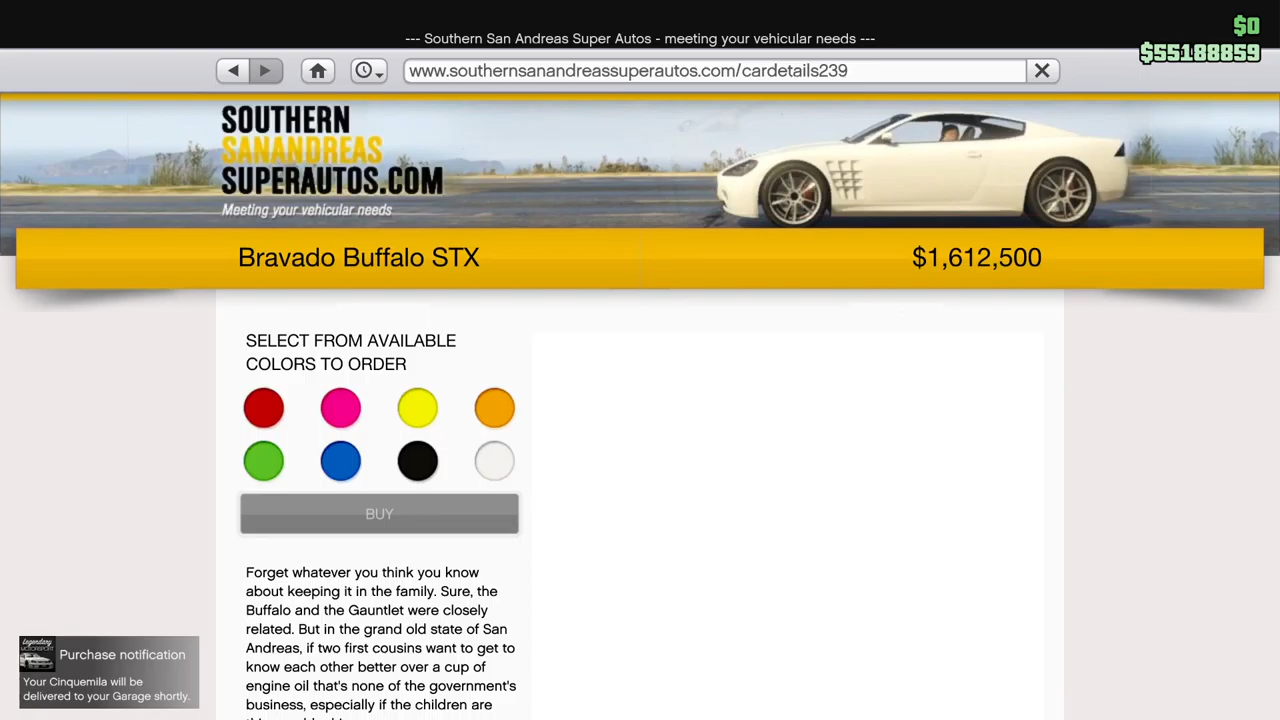 $0
--- Southern San Andreas Super Autos - meeting your vehicular needs ---
$55188859
www.southernsanandreassuperautos.com/cardetails239
SOUTHERN
SANANDREAS
SUPERAUTOS.COM
Meeting your vehicular needs
Bravado Buffalo STX
$1,612,500
SELECT FROM AVAILABLE
COLORS TO ORDER
BUY
Forget whatever you think you know
about keeping it in the family. Sure, the
Buffalo and the Gauntlet were closely
related. But in the grand old state of San
Andreas, if two first cousins want to get to
know each other better over a cup of
engine oil that's none of the government's
business, especially if the children are
Legendary
MOTORSPORT
Purchase notification
Your Cinquemila will be
delivered to your Garage shortly.